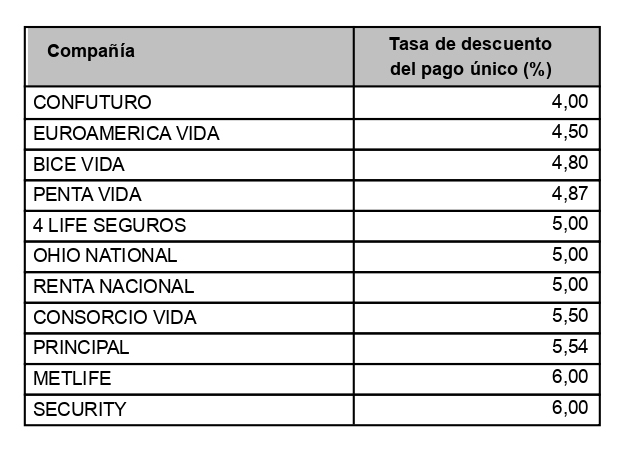 Compañía
Tasa de descuento
del pago único (%)
CONFUTURO 4,00
EUROAMERICA VIDA 4,50
BICE VIDA 4,80
PENTA VIDA 4,87
4 LIFE SEGUROS 5,00
OHIO NATIONAL 5,00
RENTA NACIONAL 5,00
CONSORCIO VIDA 5,50
PRINCIPAL 5,54
METLIFE 6,00
SECURITY 6,00